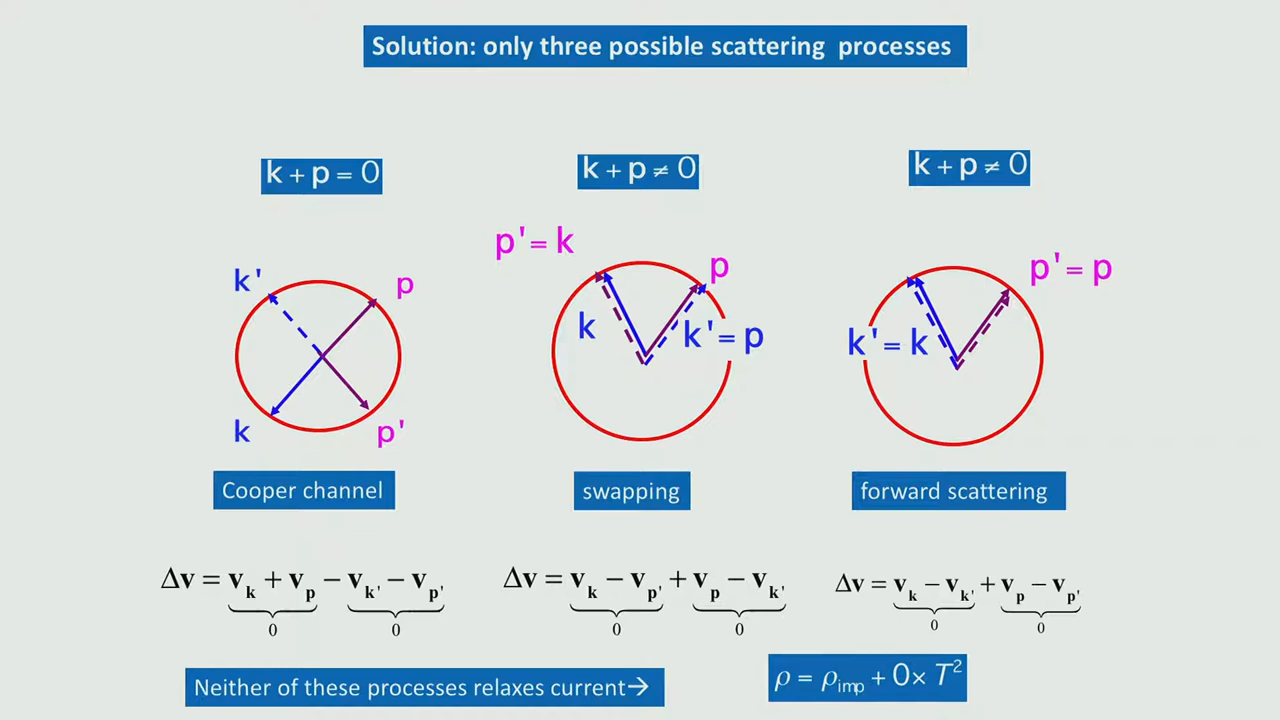 Solution: only three possible scattering processes
k + p = 0
k + p ≠ 0
k + p ≠ 0
k'
p
k
p'
p' = k
p
k
k' = p
p' = p
k' = k
Cooper channel
swapping
forward scattering
Δv = v_k + v_p − v_k' − v_p'
0
0
Δv = v_k − v_p' + v_p − v_k'
0
0
Δv = v_k − v_k' + v_p − v_p'
0
0
Neither of these processes relaxes current→
ρ = ρ_imp + 0× T²